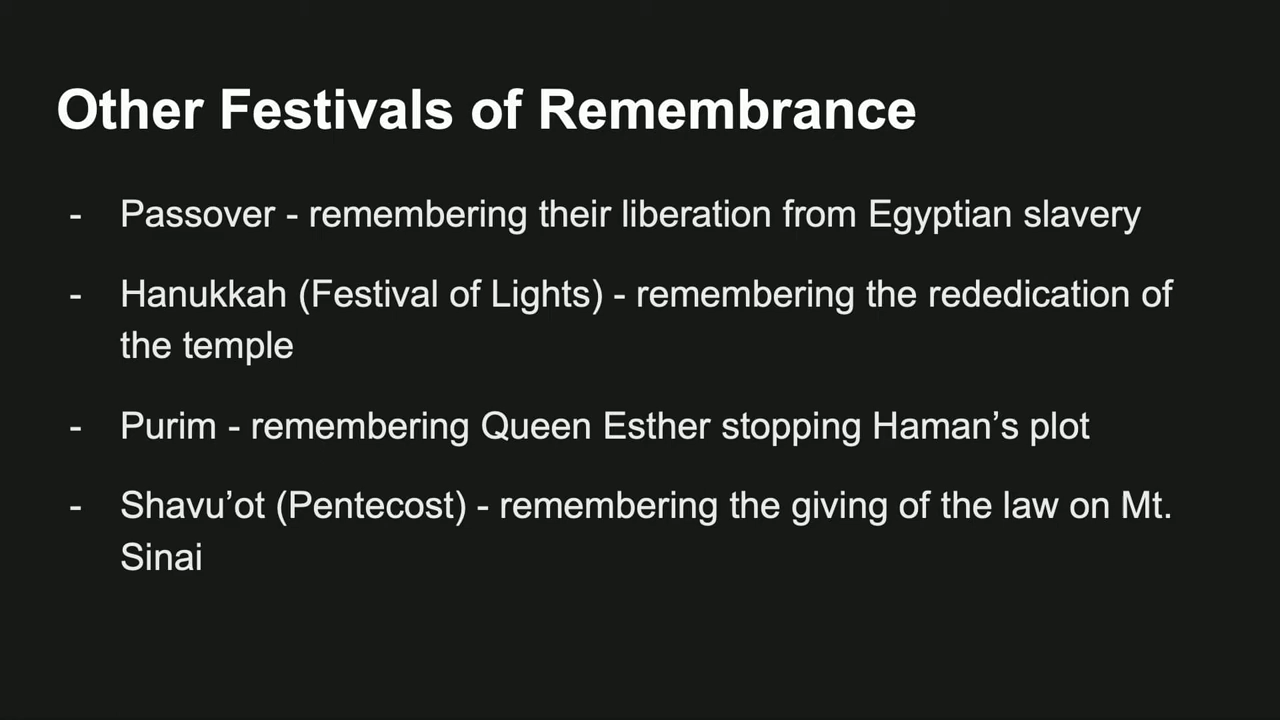 Other Festivals of Remembrance
- Passover - remembering their liberation from Egyptian slavery
- Hanukkah (Festival of Lights) - remembering the rededication of
the temple
- Purim - remembering Queen Esther stopping Haman’s plot
- Shavu’ot (Pentecost) - remembering the giving of the law on Mt.
Sinai